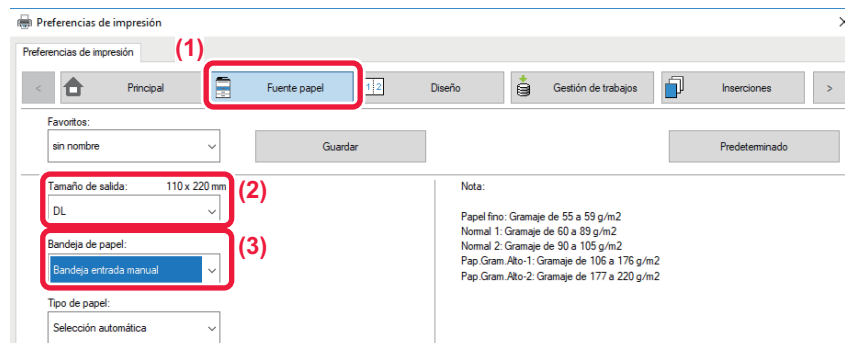 Preferencias de impresión
Preferencias de impresión
(1)
< Principal Fuente papel 1 2 Diseño Gestión de trabajos Inserciones >
Favoritos:
sin nombre Guardar Predeterminado
Tamaño de salida: 110 x 220 mm
DL
(2)
Bandeja de papel:
Bandeja entrada manual
(3)
Tipo de papel:
Selección automática
Nota:
Papel fino: Gramaje de 55 a 59 g/m2
Normal 1: Gramaje de 60 a 89 g/m2
Normal 2: Gramaje de 90 a 105 g/m2
Pap.Gram.Alto-1: Gramaje de 106 a 176 g/m2
Pap.Gram.Alto-2: Gramaje de 177 a 220 g/m2